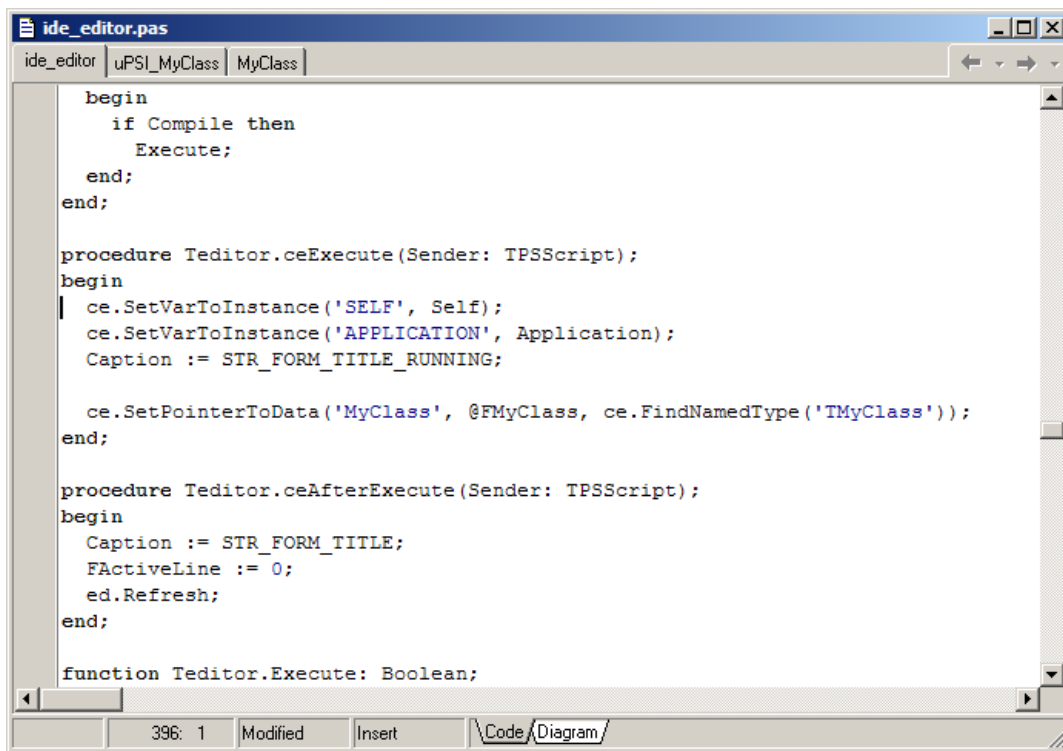 ide_editor.pas
ide_editor uPSI_MyClass MyClass
begin
if Compile then
Execute;
end;
end;
procedure Teditor.ceExecute(Sender: TPSScript);
begin
ce.SetVarToInstance('SELF', Self);
ce.SetVarToInstance('APPLICATION', Application);
Caption := STR_FORM_TITLE_RUNNING;
ce.SetPointerToData('MyClass', @FMyClass, ce.FindNamedType('TMyClass'));
end;
procedure Teditor.ceAfterExecute(Sender: TPSScript);
begin
Caption := STR_FORM_TITLE;
FActiveLine := 0;
ed.Refresh;
end;
function Teditor.Execute: Boolean;
396: 1 Modified Insert Code Diagram